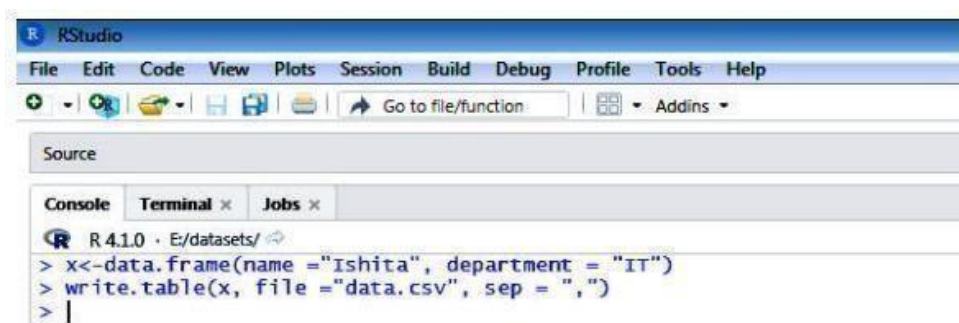 RStudio
File Edit Code View Plots Session Build Debug Profile Tools Help
Go to file/function Addins
Source
Console Terminal Jobs
R 4.1.0 · E:/datasets/
> x<-data.frame(name ="Ishita", department = "IT")
> write.table(x, file ="data.csv", sep = ",")
>